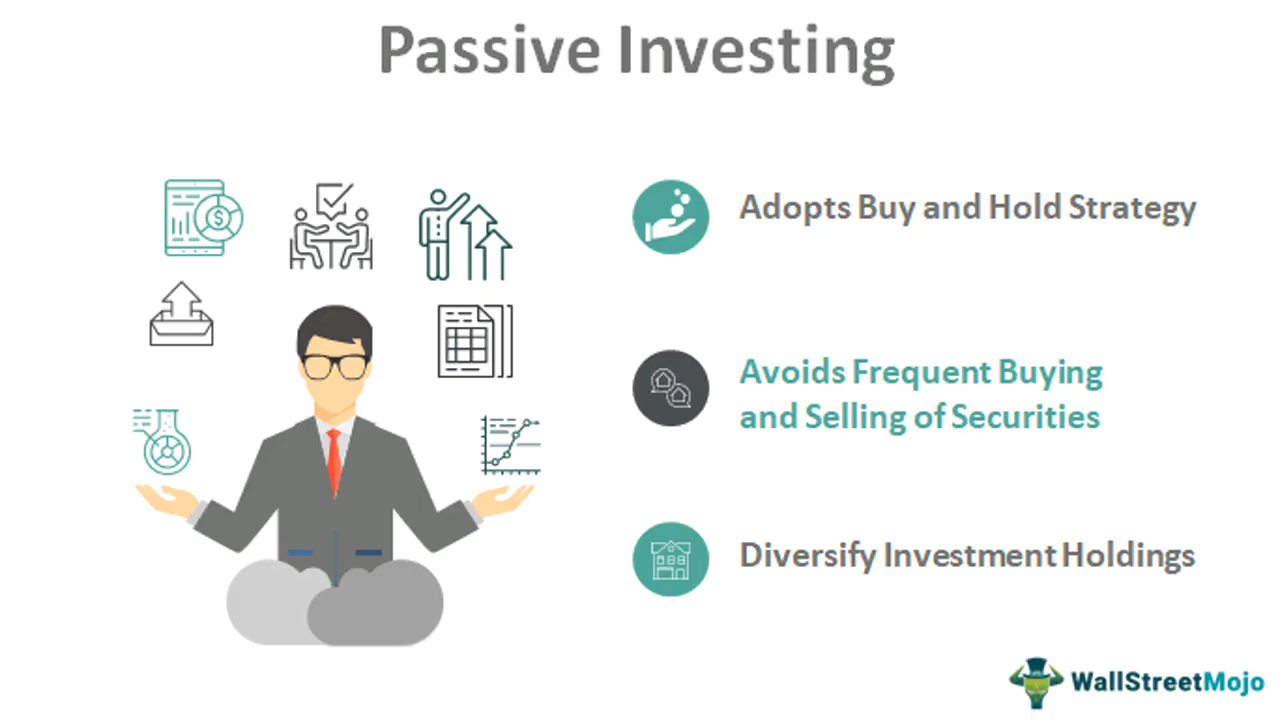 Passive Investing
Adopts Buy and Hold Strategy
Avoids Frequent Buying
and Selling of Securities
Diversify Investment Holdings
WallStreetMojo
$